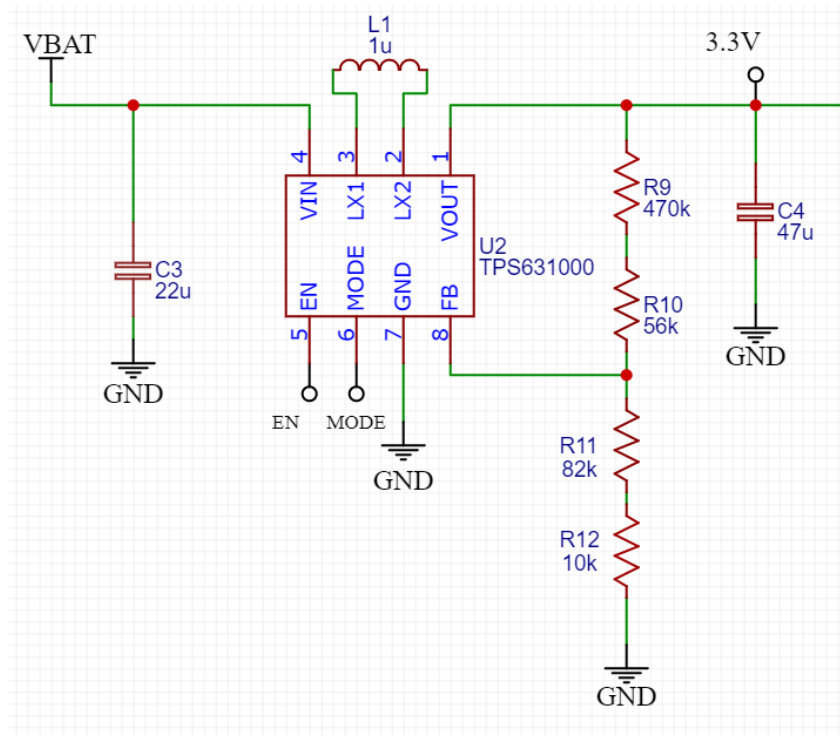 L1
1u
VBAT
3.3V
4
3
2
1
VIN
LX1
LX2
VOUT
R9
470k
C4
47u
U2
TPS631000
C3
22u
EN
MODE
GND
FB
R10
56k
5
6
7
8
GND
GND
EN
MODE
GND
R11
82k
R12
10k
GND